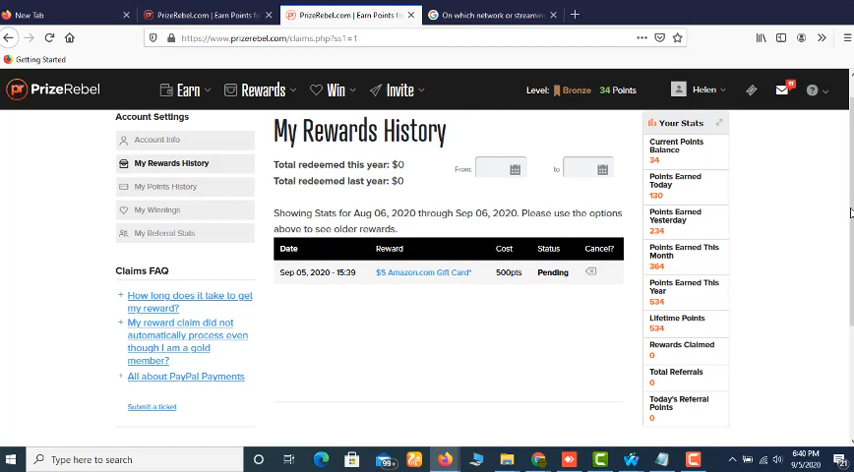 New Tab
PrizeRebel.com | Earn Points fo
PrizeRebel.com | Earn Points fo
On which network or streamin
https://www.prizerebel.com/claims.php?ss1=1
Getting Started
pr PrizeRebel
Earn
Rewards
Win
Invite
Level: Bronze 34 Points
Helen
Account Settings
Account Info
My Rewards History
My Points History
My Winnings
My Referral Stats
Claims FAQ
+ How long does it take to get
my reward?
+ My reward claim did not
automatically process even
though I am a gold
member?
+ All about PayPal Payments
Submit a ticket
My Rewards History
Total redeemed this year: $0
Total redeemed last year: $0
From:
to
Showing Stats for Aug 06, 2020 through Sep 06, 2020. Please use the options
above to see older rewards.
Date Reward Cost Status Cancel?
Sep 05, 2020 - 15:39 $5 Amazon.com Gift Card* 500pts Pending
Your Stats
Current Points
Balance
34
Points Earned
Today
130
Points Earned
Yesterday
234
Points Earned This
Month
364
Points Earned This
Year
534
Lifetime Points
534
Rewards Claimed
0
Total Referrals
0
Today's Referral
Points
0
Type here to search
99+
6:40 PM
9/5/2020
21